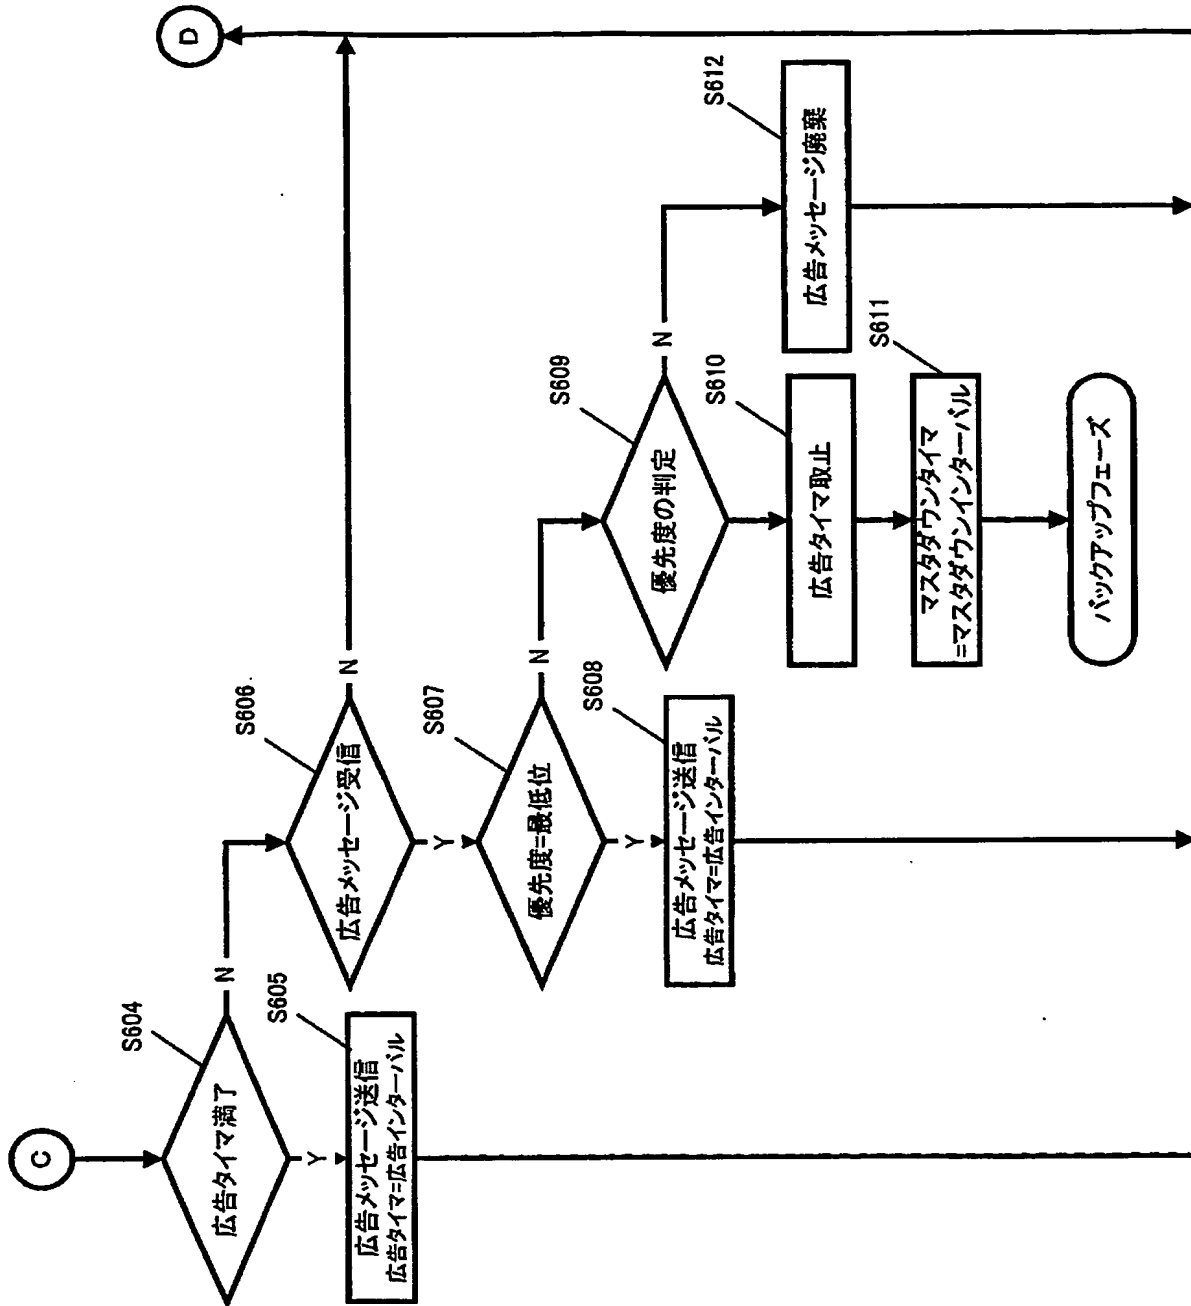 C
S604
広告タイマ満了
N
Y
S605
広告メッセージ送信
広告タイマ=広告インターバル
S606
広告メッセージ受信
N
Y
S607
優先度=最低位
N
Y
S608
広告メッセージ送信
広告タイマ=広告インターバル
S609
優先度の判定
N
S610
広告タイマ取止
S611
マスタダウンタイマ
=マスタダウンインターバル
バックアップフェーズ
S612
広告メッセージ廃棄
D